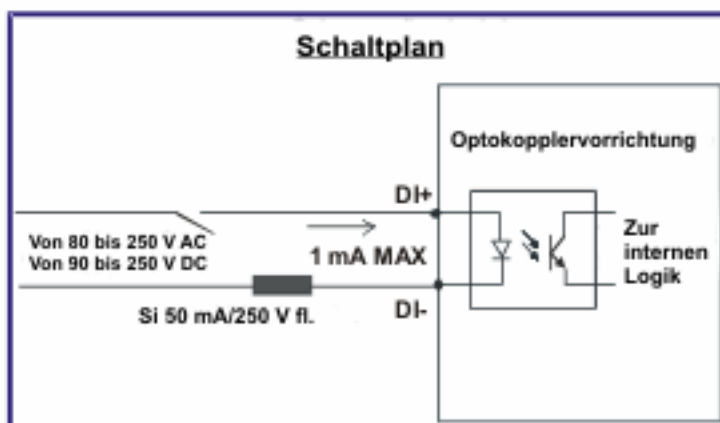 Schaltplan
Optokopplervorrichtung
DI+
Von 80 bis 250 V AC
Von 90 bis 250 V DC
1 mA MAX
Zur
internen
Logik
Si 50 mA/250 V fl.
DI-